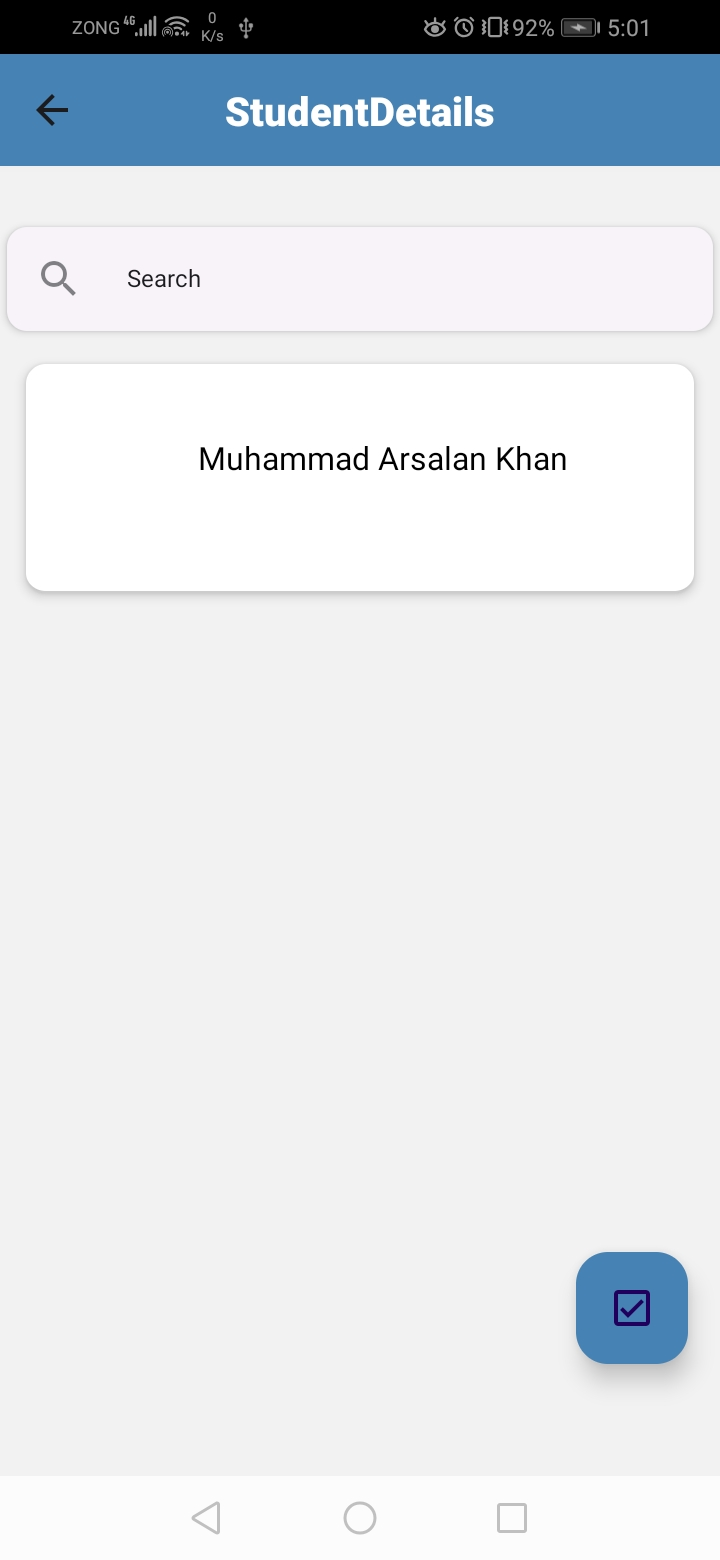 ZONG 4G 0 K/s 92% 5:01
StudentDetails
Search
Muhammad Arsalan Khan